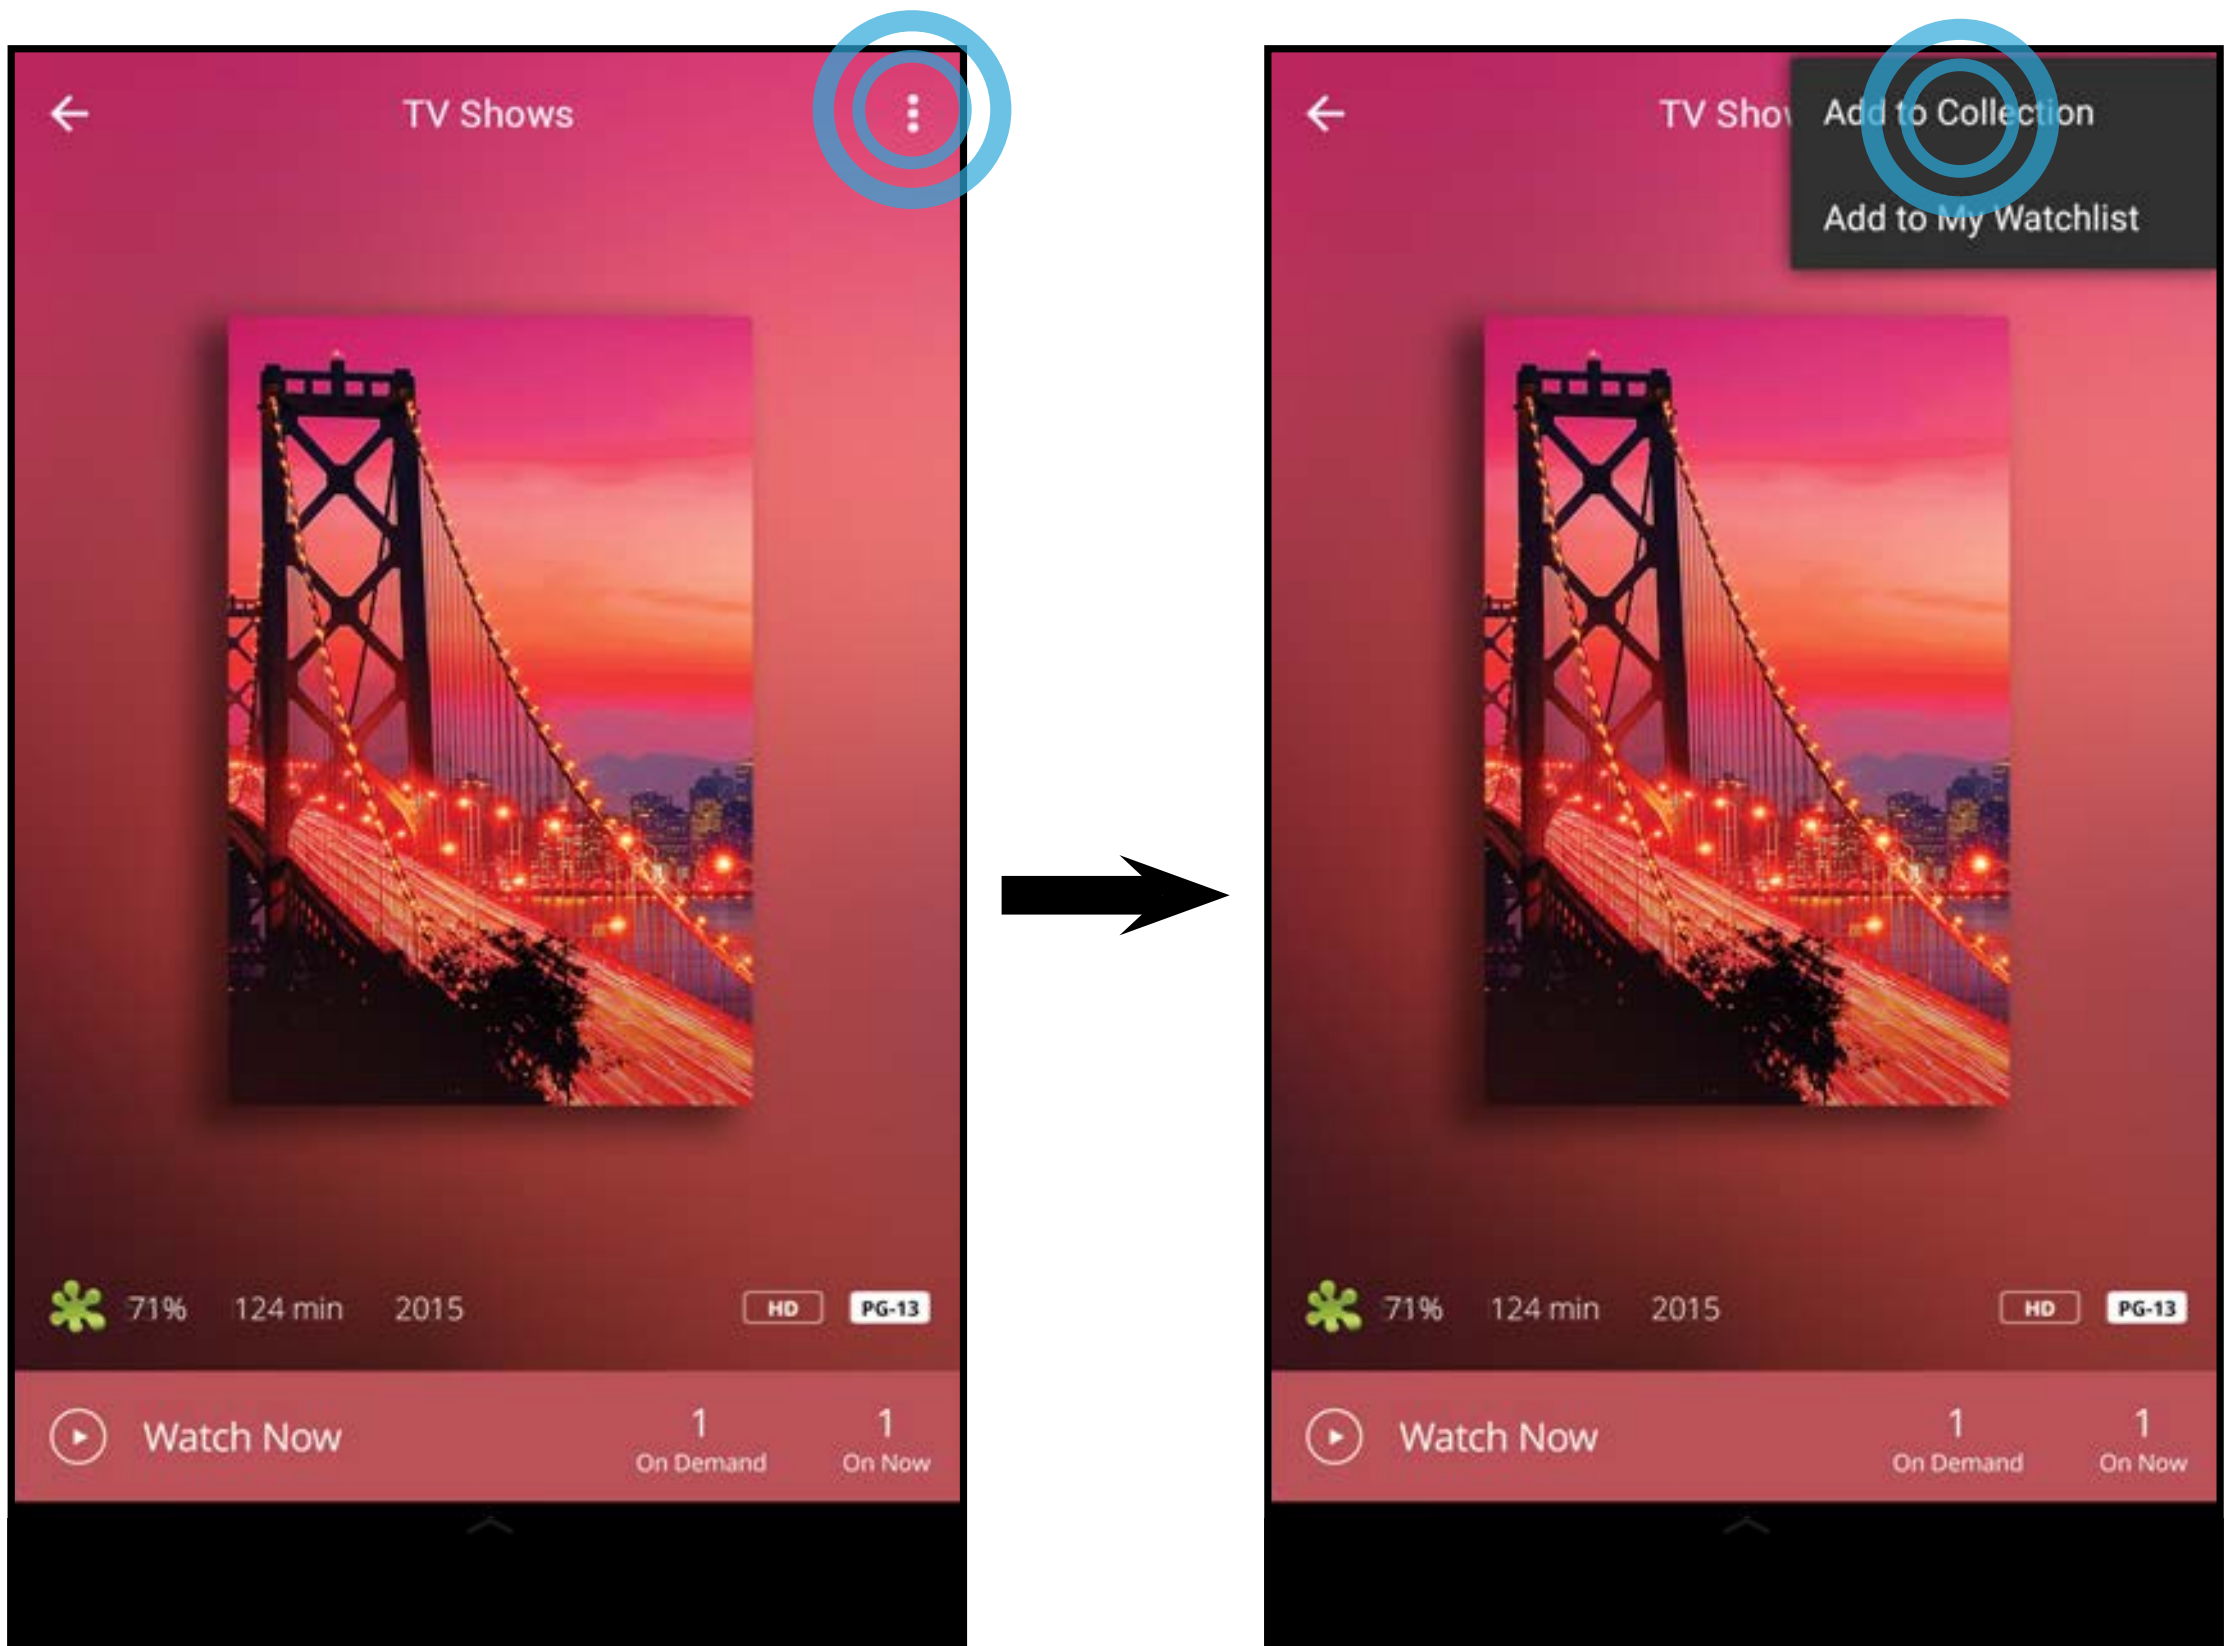 TV Shows
71% 124 min 2015 HD PG-13
Watch Now
1 1
On Demand On Now
TV Show
Add to Collection
Add to My Watchlist
71% 124 min 2015 HD PG-13
Watch Now
1 1
On Demand On Now